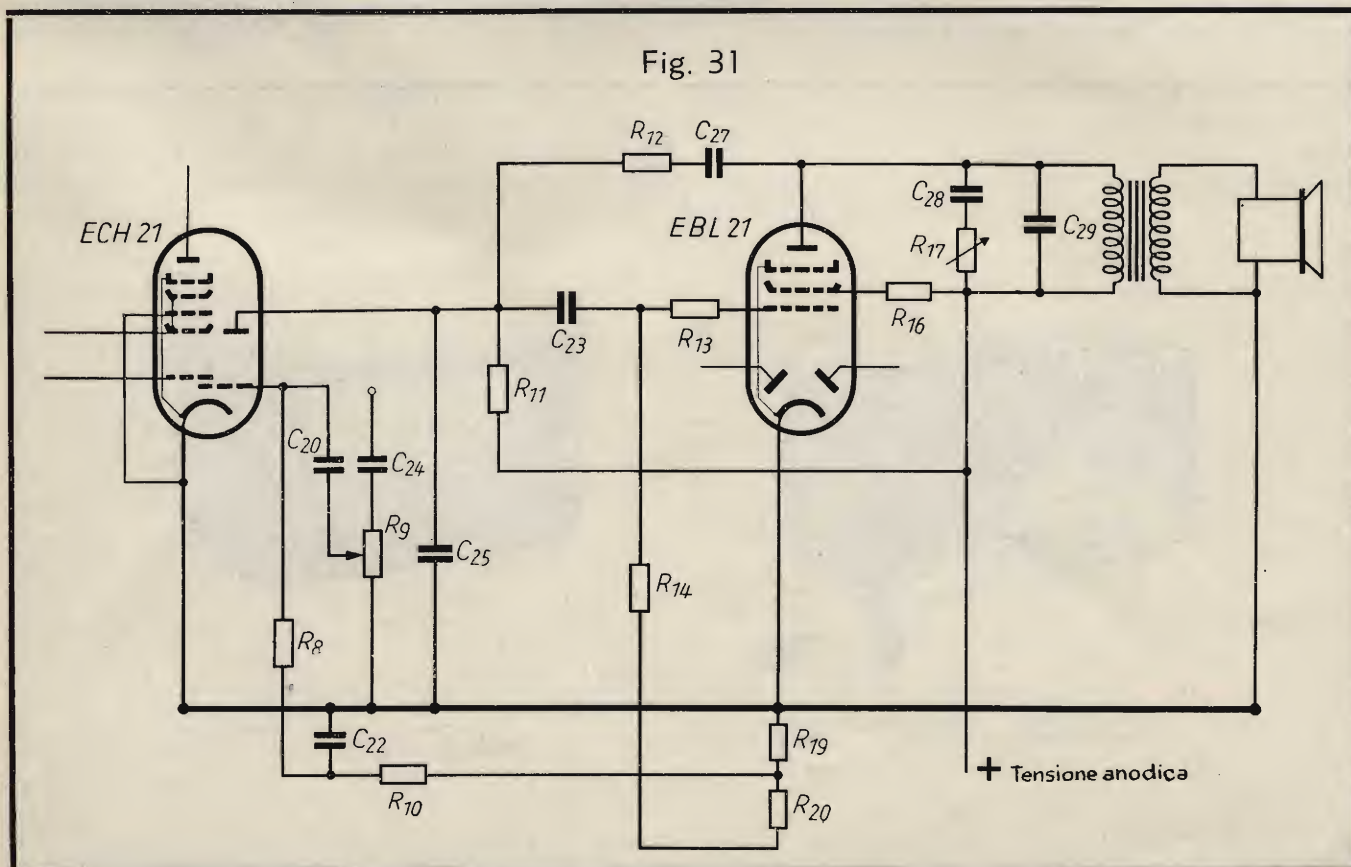 Fig. 31
R12
C27
ECH 21
EBL 21
C28
R17
C29
C23
R13
R16
R11
C20
C24
R9
C25
R14
R8
C22
R19
R10
R20
+ Tensione anodica